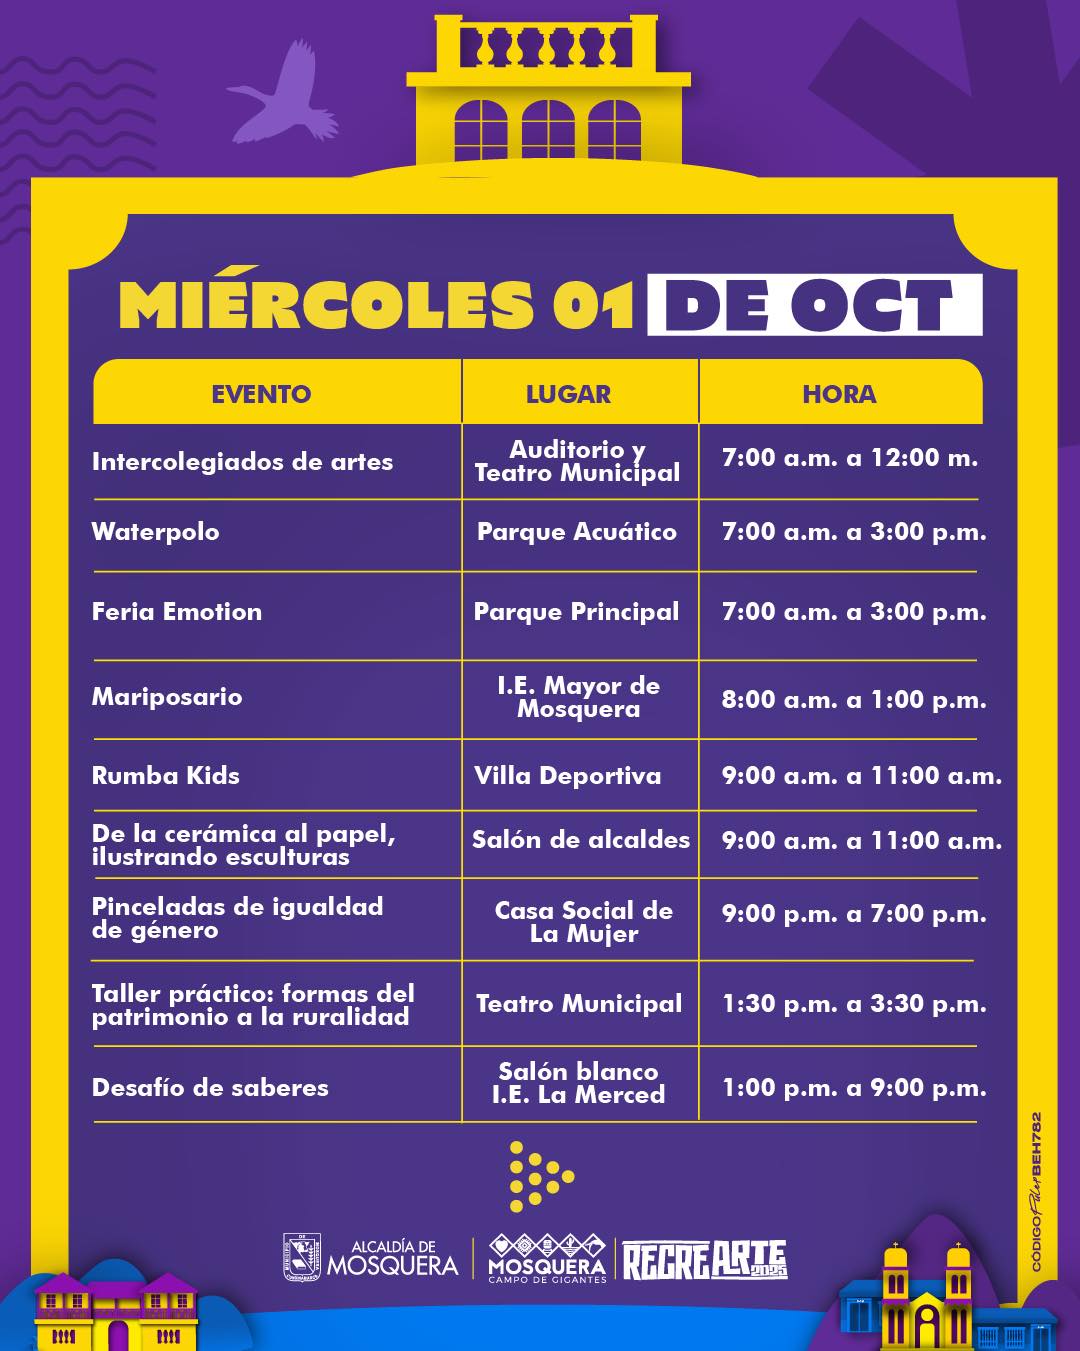 MIÉRCOLES 01 DE OCT
EVENTO LUGAR HORA
Intercolegiados de artes
Auditorio y
Teatro Municipal
7:00 a.m. a 12:00 m.
Waterpolo
Parque Acuático
7:00 a.m. a 3:00 p.m.
Feria Emotion
Parque Principal
7:00 a.m. a 3:00 p.m.
Mariposario
I.E. Mayor de
Mosquera
8:00 a.m. a 1:00 p.m.
Rumba Kids
Villa Deportiva
9:00 a.m. a 11:00 a.m.
De la cerámica al papel,
ilustrando esculturas
Salón de alcaldes
9:00 a.m. a 11:00 a.m.
Pinceladas de igualdad
de género
Casa Social de
La Mujer
9:00 p.m. a 7:00 p.m.
Taller práctico: formas del
patrimonio a la ruralidad
Teatro Municipal
1:30 p.m. a 3:30 p.m.
Desafío de saberes
Salón blanco
I.E. La Merced
1:00 p.m. a 9:00 p.m.
ALCALDÍA DE
MOSQUERA
MOSQUERA
CAMPO DE GIGANTES
RECREARTE
2025
CÓDIGO BEH782